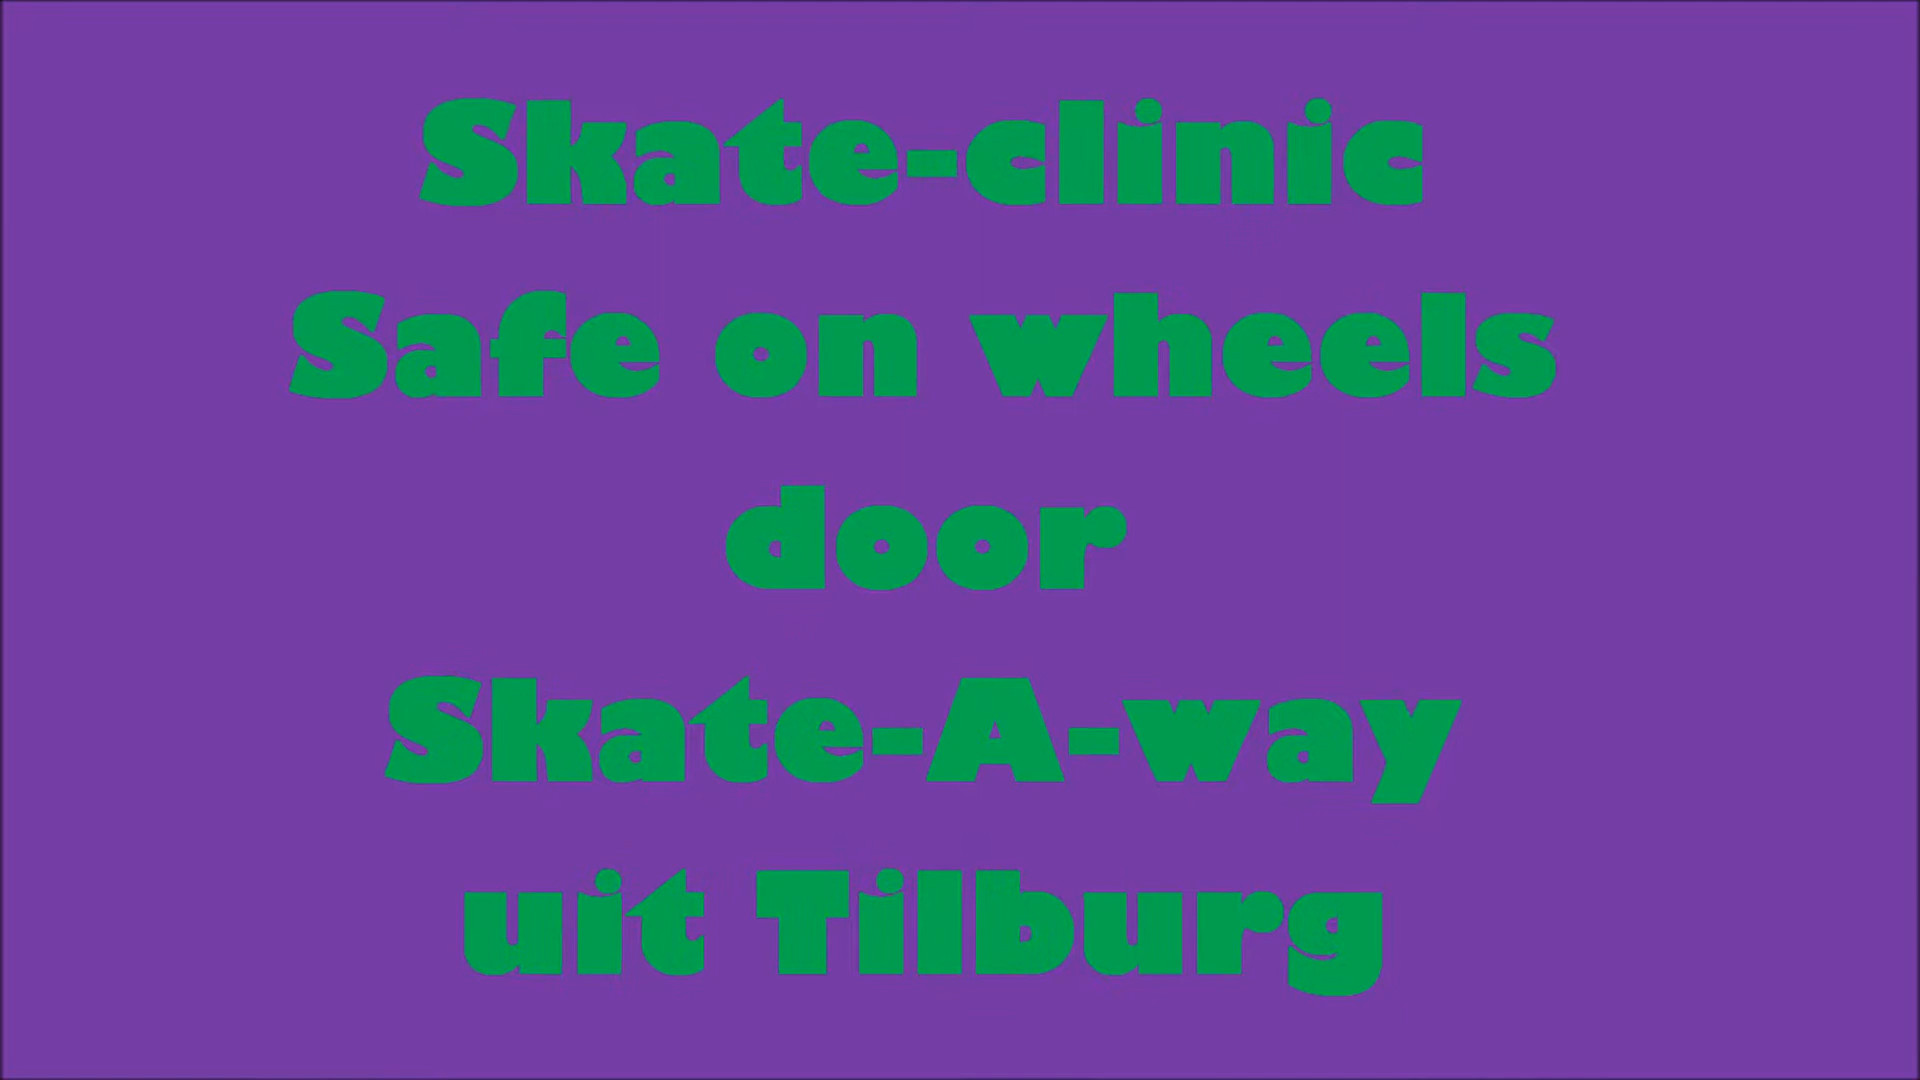 Skate-clinic
Safe on wheels
door
Skate-A-way
uit Tilburg